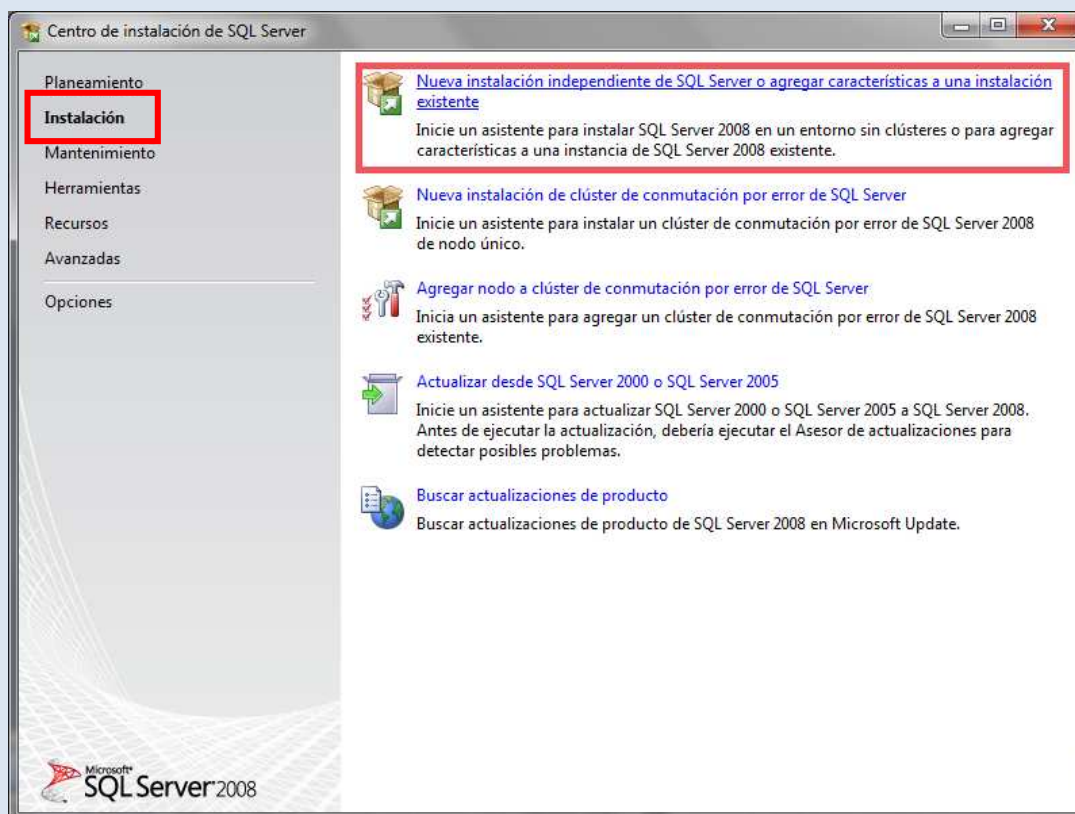 Centro de instalación de SQL Server
Planeamiento
Instalación
Mantenimiento
Herramientas
Recursos
Avanzadas
Opciones
Nueva instalación independiente de SQL Server o agregar características a una instalación
existente
Inicie un asistente para instalar SQL Server 2008 en un entorno sin clústeres o para agregar
características a una instancia de SQL Server 2008 existente.
Nueva instalación de clúster de conmutación por error de SQL Server
Inicie un asistente para instalar un clúster de conmutación por error de SQL Server 2008
de nodo único.
Agregar nodo a clúster de conmutación por error de SQL Server
Inicia un asistente para agregar un clúster de conmutación por error de SQL Server 2008
existente.
Actualizar desde SQL Server 2000 o SQL Server 2005
Inicie un asistente para actualizar SQL Server 2000 o SQL Server 2005 a SQL Server 2008.
Antes de ejecutar la actualización, debería ejecutar el Asesor de actualizaciones para
detectar posibles problemas.
Buscar actualizaciones de producto
Buscar actualizaciones de producto de SQL Server 2008 en Microsoft Update.
Microsoft
SQL Server 2008